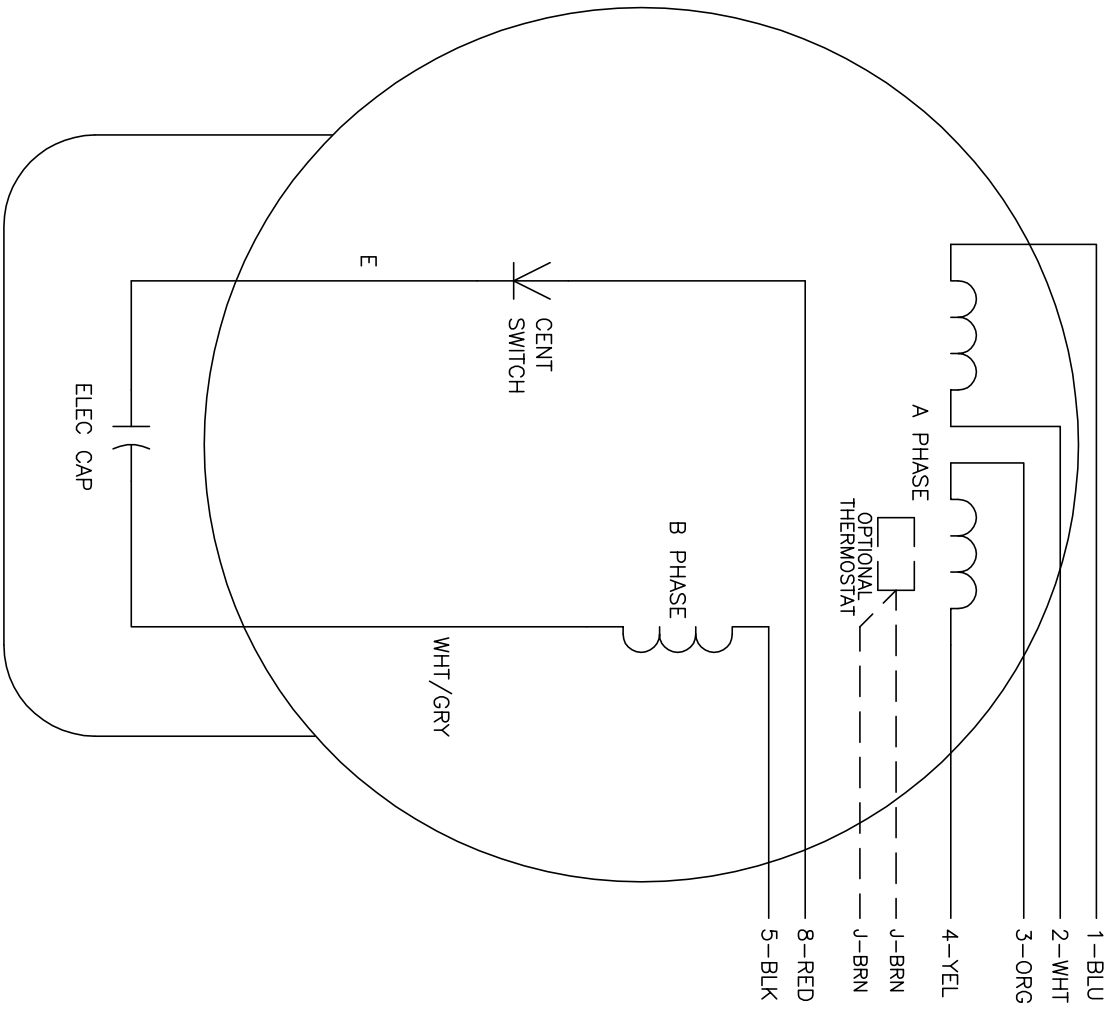 1-BLU
2-WHT
3-ORG
4-YEL
J-BRN
J-BRN
8-RED
5-BLK
A PHASE
OPTIONAL
THERMOSTAT
B PHASE
CENT
SWITCH
E
WHT/GRY
ELEC CAP